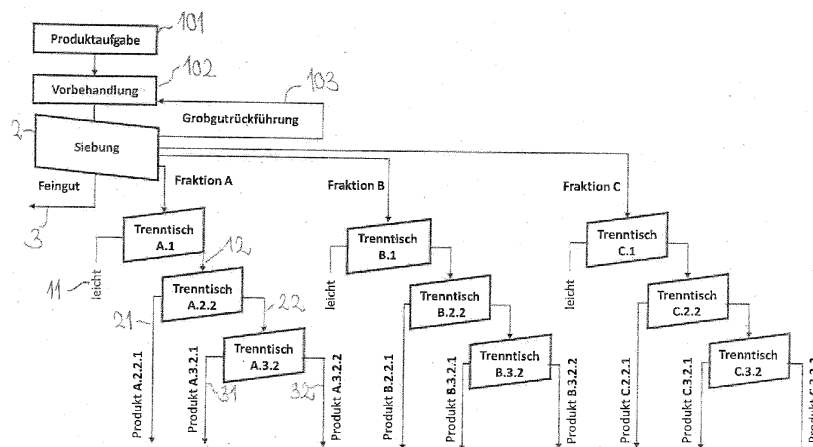 101
Produktaufgabe
102
Vorbehandlung
103
Grobgutrückführung
2
Siebung
Feingut
3
Fraktion A
Fraktion B
Fraktion C
Trenntisch
A.1
Trenntisch
B.1
Trenntisch
C.1
11
leicht
12
leicht
leicht
Trenntisch
A.2.2
Trenntisch
B.2.2
Trenntisch
C.2.2
21
22
Trenntisch
A.3.2
Trenntisch
B.3.2
Trenntisch
C.3.2
31
32
Produkt A.2.2.1
Produkt A.3.2.1
Produkt A.3.2.2
Produkt B.2.2.1
Produkt B.3.2.1
Produkt B.3.2.2
Produkt C.2.2.1
Produkt C.3.2.1
Produkt C.3.2.2